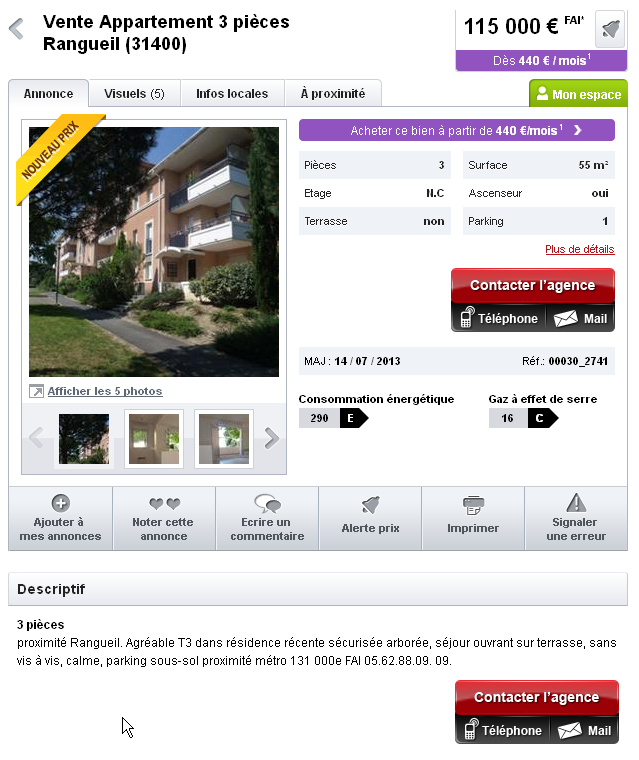 Vente Appartement 3 pièces
Rangueil (31400)
115 000 € FAI*
Dès 440 € / mois¹
Annonce
Visuels (5)
Infos locales
À proximité
Mon espace
NOUVEAU PRIX
Acheter ce bien à partir de 440 €/mois ¹
Pièces 3
Surface 55 m²
Etage N.C
Ascenseur oui
Terrasse non
Parking 1
Plus de détails
Contacter l'agence
Téléphone
Mail
MAJ : 14 / 07 / 2013
Réf.: 00030_2741
Afficher les 5 photos
Consommation énergétique
290 E
Gaz à effet de serre
16 C
Ajouter à
mes annonces
Noter cette
annonce
Ecrire un
commentaire
Alerte prix
Imprimer
Signaler
une erreur
Descriptif
3 pièces
proximité Rangueil. Agréable T3 dans résidence récente sécurisée arborée, séjour ouvrant sur terrasse, sans
vis à vis, calme, parking sous-sol proximité métro 131 000e FAI 05.62.88.09. 09.
Contacter l'agence
Téléphone
Mail